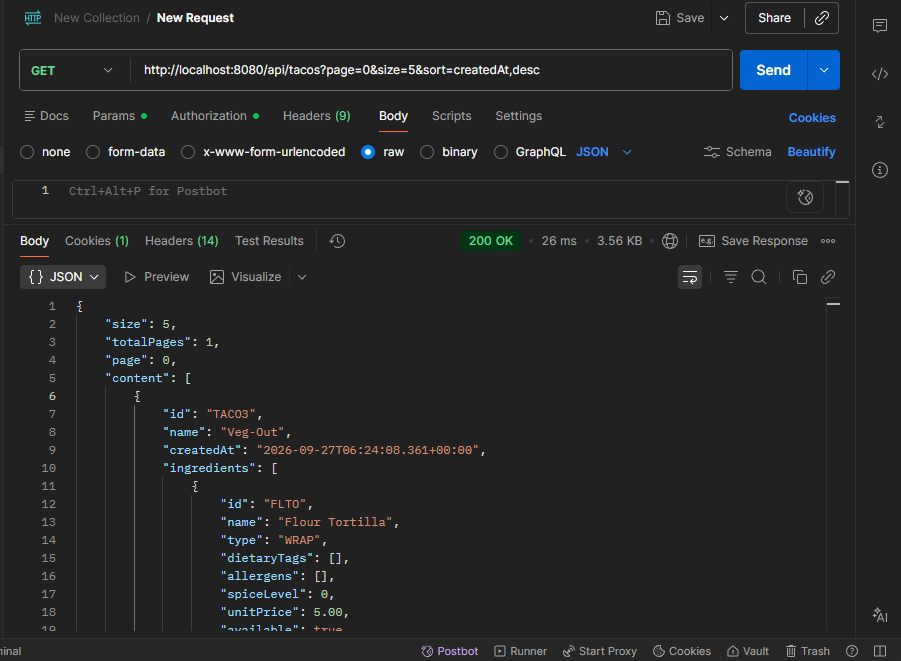 HTTP New Collection / New Request Save Share
GET http://localhost:8080/api/tacos?page=0&size=5&sort=createdAt,desc Send
Docs Params Authorization Headers (9) Body Scripts Settings Cookies
none form-data x-www-form-urlencoded raw binary GraphQL JSON Schema Beautify
1 Ctrl+Alt+P for Postbot
Body Cookies (1) Headers (14) Test Results 200 OK • 26 ms • 3.56 KB • e.g. Save Response
{} JSON Preview Visualize
1 {
2 "size": 5,
3 "totalPages": 1,
4 "page": 0,
5 "content": [
6 {
7 "id": "TACO3",
8 "name": "Veg-Out",
9 "createdAt": "2026-09-27T06:24:08.361+00:00",
10 "ingredients": [
11 {
12 "id": "FLTO",
13 "name": "Flour Tortilla",
14 "type": "WRAP",
15 "dietaryTags": [],
16 "allergens": [],
17 "spiceLevel": 0,
18 "unitPrice": 5.00,
19 "available": true
AI
inal Postbot Runner Start Proxy Cookies Vault Trash